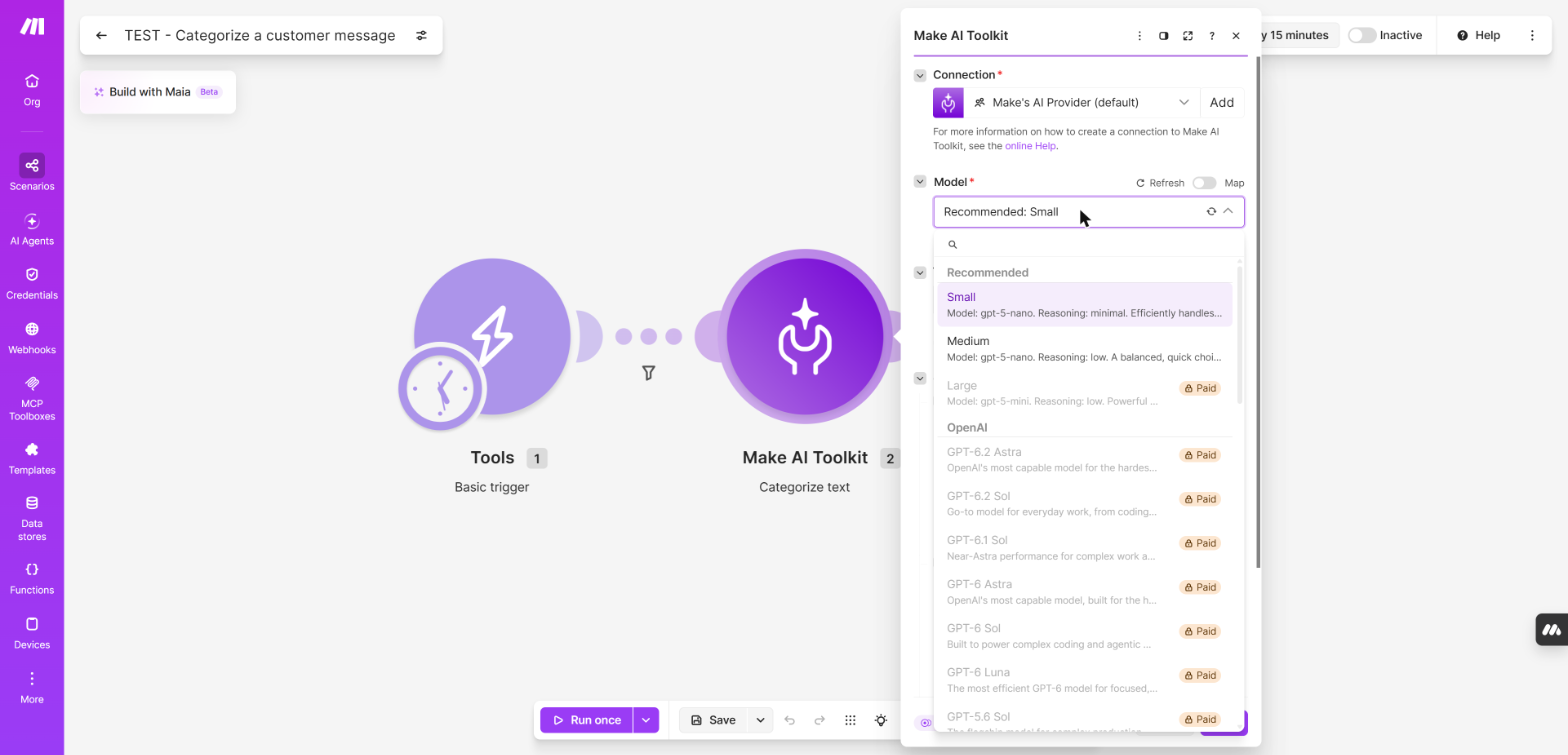 TEST - Categorize a customer message
Build with Maia Beta
Org
Scenarios
AI Agents
Credentials
Webhooks
MCP
Toolboxes
Templates
Data
stores
Functions
Devices
More
Tools 1
Basic trigger
Make AI Toolkit 2
Categorize text
Run once
Save
y 15 minutes
Inactive
Help
Make AI Toolkit
?
Connection*
Make's AI Provider (default)
Add
For more information on how to create a connection to Make AI
Toolkit, see the online Help.
Model*
Refresh
Map
Recommended: Small
Recommended
Small
Model: gpt-5-nano. Reasoning: minimal. Efficiently handles...
Medium
Model: gpt-5-nano. Reasoning: low. A balanced, quick choi...
Large
Paid
Model: gpt-5-mini. Reasoning: low. Powerful ...
OpenAI
GPT-6.2 Astra
Paid
OpenAI's most capable model for the hardes...
GPT-6.2 Sol
Paid
Go-to model for everyday work, from coding...
GPT-6.1 Sol
Paid
Near-Astra performance for complex work a...
GPT-6 Astra
Paid
OpenAI's most capable model, built for the h...
GPT-6 Sol
Paid
Built to power complex coding and agentic ...
GPT-6 Luna
Paid
The most efficient GPT-6 model for focused,...
GPT-5.6 Sol
Paid
The flagship model for complex production